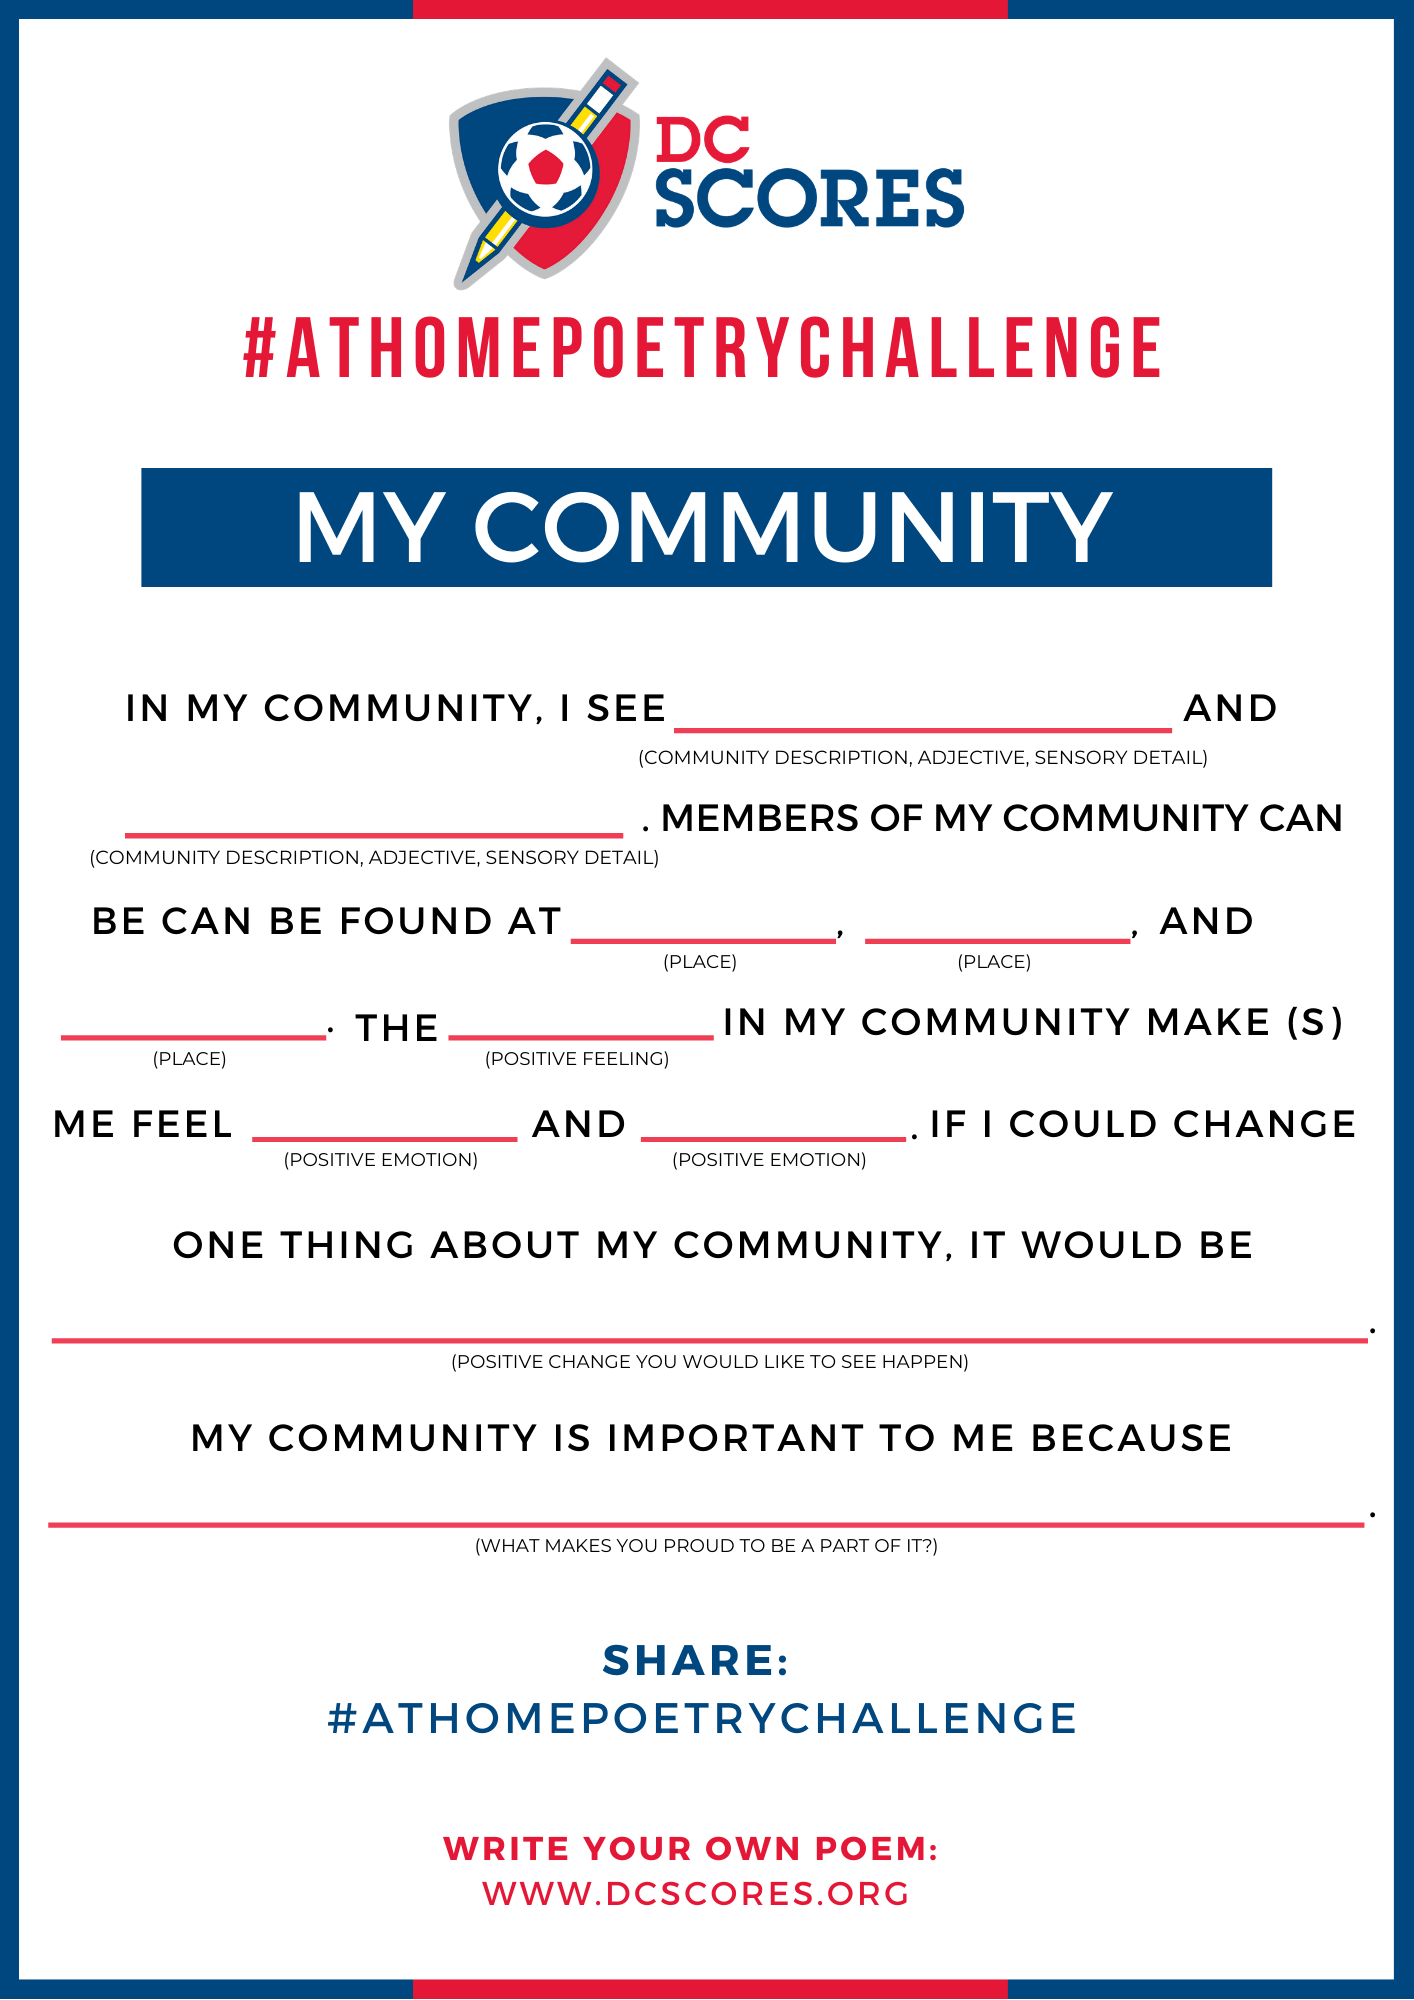 DC
SCORES
#ATHOMEPOETRYCHALLENGE
MY COMMUNITY
IN MY COMMUNITY, I SEE AND
(COMMUNITY DESCRIPTION, ADJECTIVE, SENSORY DETAIL)
. MEMBERS OF MY COMMUNITY CAN
(COMMUNITY DESCRIPTION, ADJECTIVE, SENSORY DETAIL)
BE CAN BE FOUND AT , , AND
(PLACE) (PLACE)
. THE IN MY COMMUNITY MAKE (S)
(PLACE) (POSITIVE FEELING)
ME FEEL AND . IF I COULD CHANGE
(POSITIVE EMOTION) (POSITIVE EMOTION)
ONE THING ABOUT MY COMMUNITY, IT WOULD BE
.
(POSITIVE CHANGE YOU WOULD LIKE TO SEE HAPPEN)
MY COMMUNITY IS IMPORTANT TO ME BECAUSE
.
(WHAT MAKES YOU PROUD TO BE A PART OF IT?)
SHARE:
#ATHOMEPOETRYCHALLENGE
WRITE YOUR OWN POEM:
WWW.DCSCORES.ORG